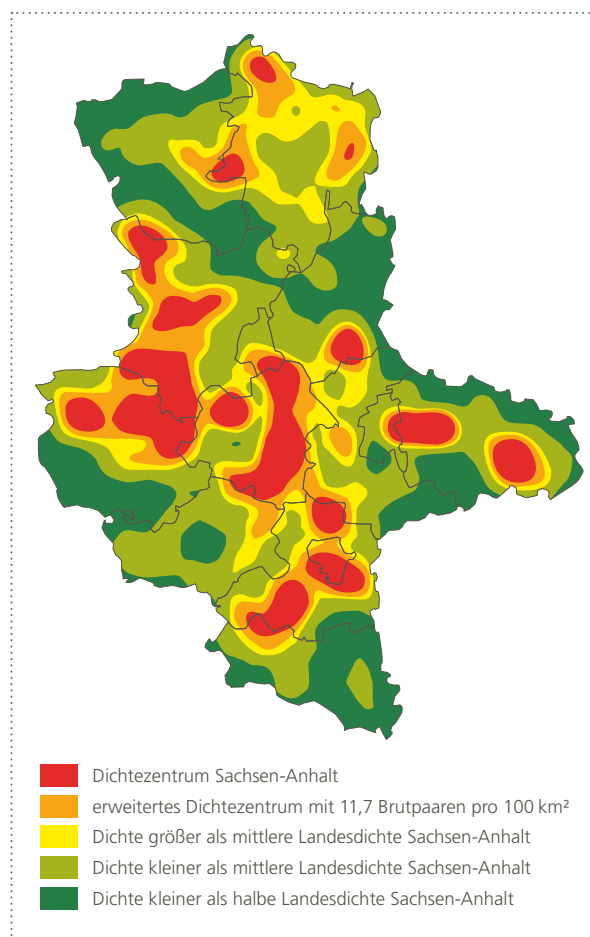 Dichtezentrum Sachsen-Anhalt
erweitertes Dichtezentrum mit 11,7 Brutpaaren pro 100 km²
Dichte größer als mittlere Landesdichte Sachsen-Anhalt
Dichte kleiner als mittlere Landesdichte Sachsen-Anhalt
Dichte kleiner als halbe Landesdichte Sachsen-Anhalt